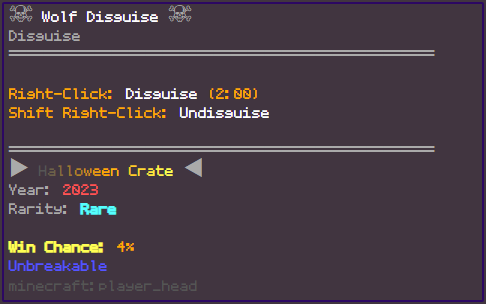 ☠ Wolf Disguise ☠
Disguise
Right-Click: Disguise (2:00)
Shift Right-Click: Undisguise
▶ Halloween Crate ◀
Year: 2023
Rarity: Rare
Win Chance: 4%
Unbreakable
minecraft:player_head